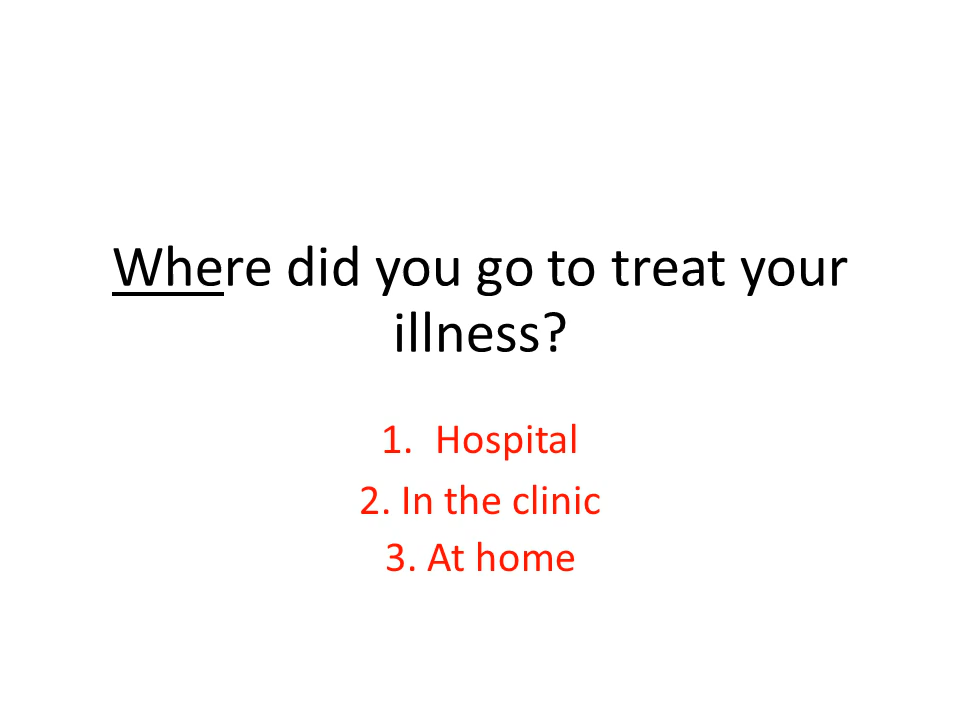 Where did you go to treat your
illness?
1. Hospital
2. In the clinic
3. At home